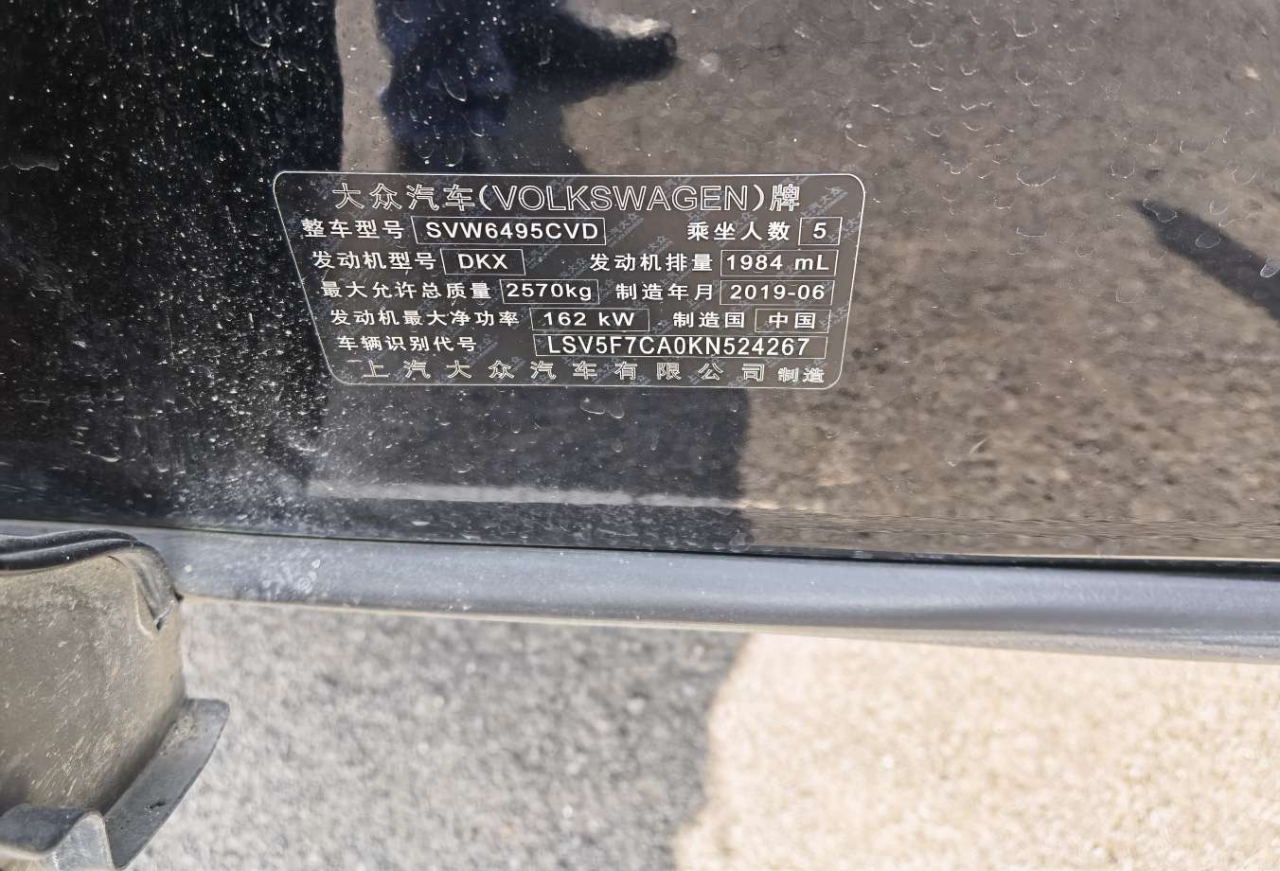 大众汽车(VOLKSWAGEN)牌
整车型号 SVW6495CVD 乘坐人数 5
发动机型号 DKX 发动机排量 1984 mL
最大允许总质量 2570kg 制造年月 2019-06
发动机最大净功率 162 kW 制造国 中国
车辆识别代号 LSV5F7CA0KN524267
上汽大众汽车有限公司 制造